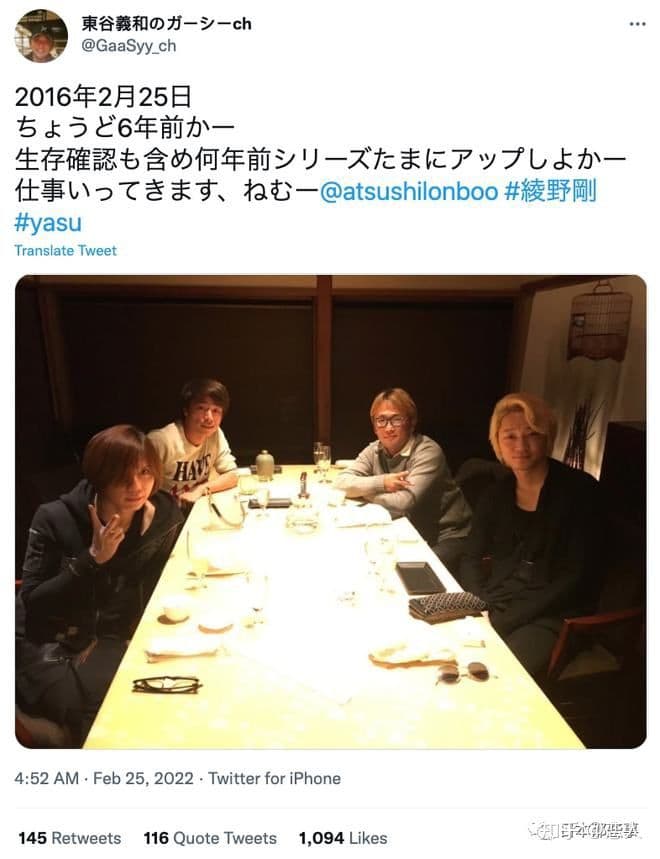 東谷義和のガーシーch
@GaaSyy_ch
2016年2月25日
ちょうど6年前かー
生存確認も含め何年前シリーズたまにアップしよかー
仕事いってきます、ねむー@atsushilonboo #綾野剛
#yasu
Translate Tweet
HAVE
4:52 AM · Feb 25, 2022 · Twitter for iPhone
145 Retweets 116 Quote Tweets 1,094 Likes